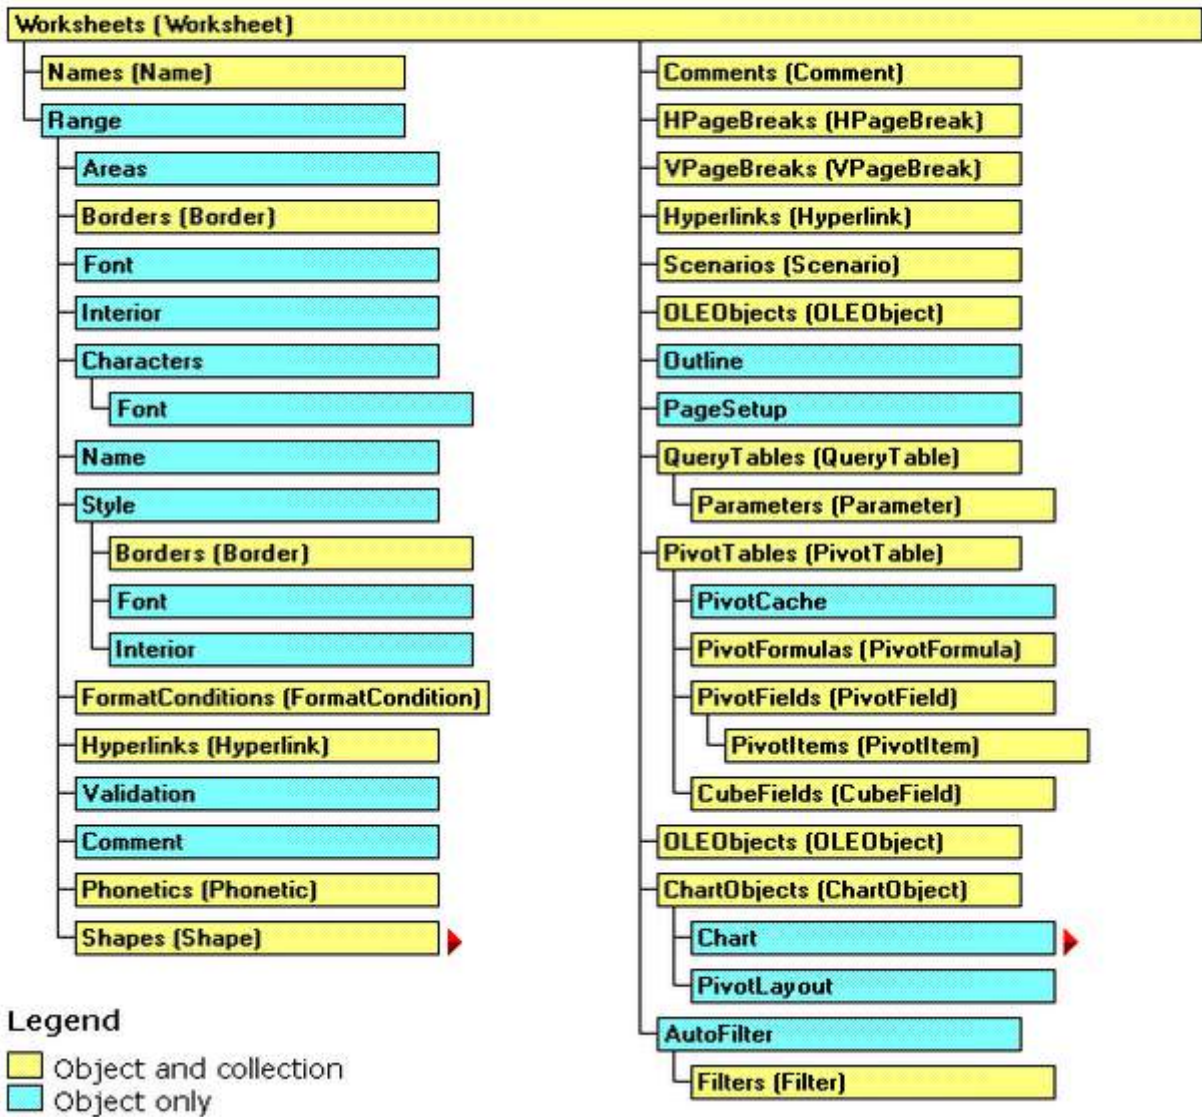 Worksheets (Worksheet)
Names (Name)
Range
Areas
Borders (Border)
Font
Interior
Characters
Font
Name
Style
Borders (Border)
Font
Interior
FormatConditions (FormatCondition)
Hyperlinks (Hyperlink)
Validation
Comment
Phonetics (Phonetic)
Shapes (Shape)
Comments (Comment)
HPageBreaks (HPageBreak)
VPageBreaks (VPageBreak)
Hyperlinks (Hyperlink)
Scenarios (Scenario)
OLEObjects (OLEObject)
Outline
PageSetup
QueryTables (QueryTable)
Parameters (Parameter)
PivotTables (PivotTable)
PivotCache
PivotFormulas (PivotFormula)
PivotFields (PivotField)
PivotItems (PivotItem)
CubeFields (CubeField)
OLEObjects (OLEObject)
ChartObjects (ChartObject)
Chart
PivotLayout
AutoFilter
Filters (Filter)
Legend
Object and collection
Object only